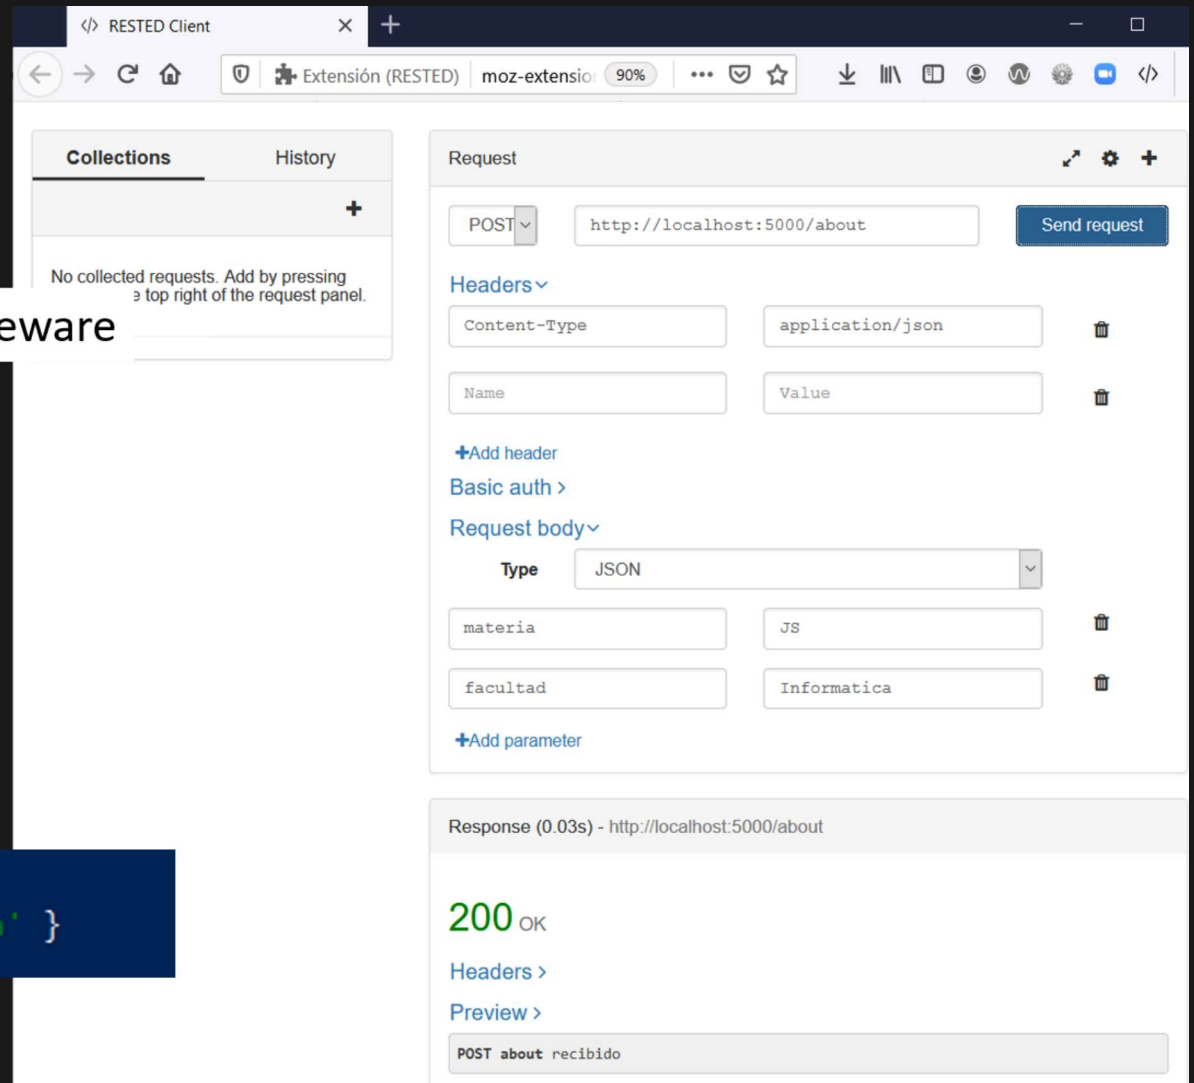 </> RESTED Client
Extensión (RESTED) moz-extensio 90%
Collections History
No collected requests. Add by pressing
top right of the request panel.
eware
' }
Request
POST http://localhost:5000/about Send request
Headers
Content-Type application/json
Name Value
+Add header
Basic auth >
Request body
Type JSON
materia JS
facultad Informatica
+Add parameter
Response (0.03s) - http://localhost:5000/about
200 OK
Headers >
Preview >
POST about recibido